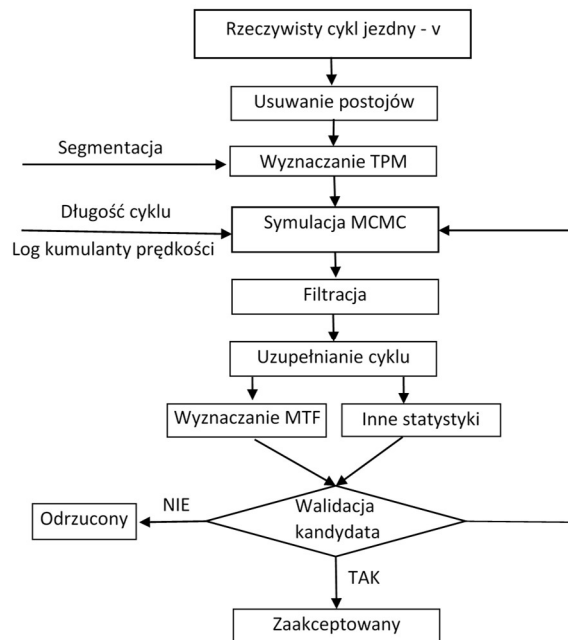 Rzeczywisty cykl jezdny - v
Usuwanie postojów
Segmentacja
Wyznaczanie TPM
Długość cyklu
Log kumulanty prędkości
Symulacja MCMC
Filtracja
Uzupełnianie cyklu
Wyznaczanie MTF
Inne statystyki
NIE
Odrzucony
Walidacja
kandydata
TAK
Zaakceptowany